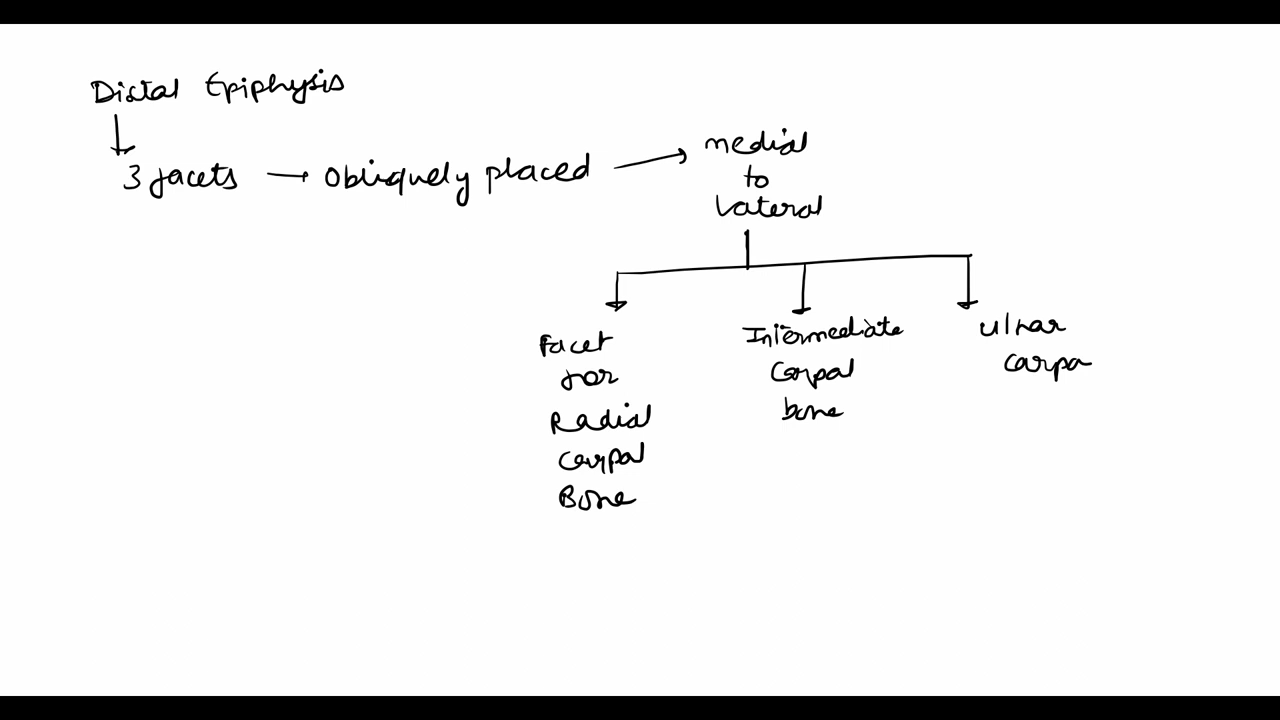 Distal Epiphysis
3 facets → Obliquely placed →
medial
to
Lateral
Facet
for
Radial
Carpal
Bone
Intermediate
Carpal
bone
Ulnar
Carpa